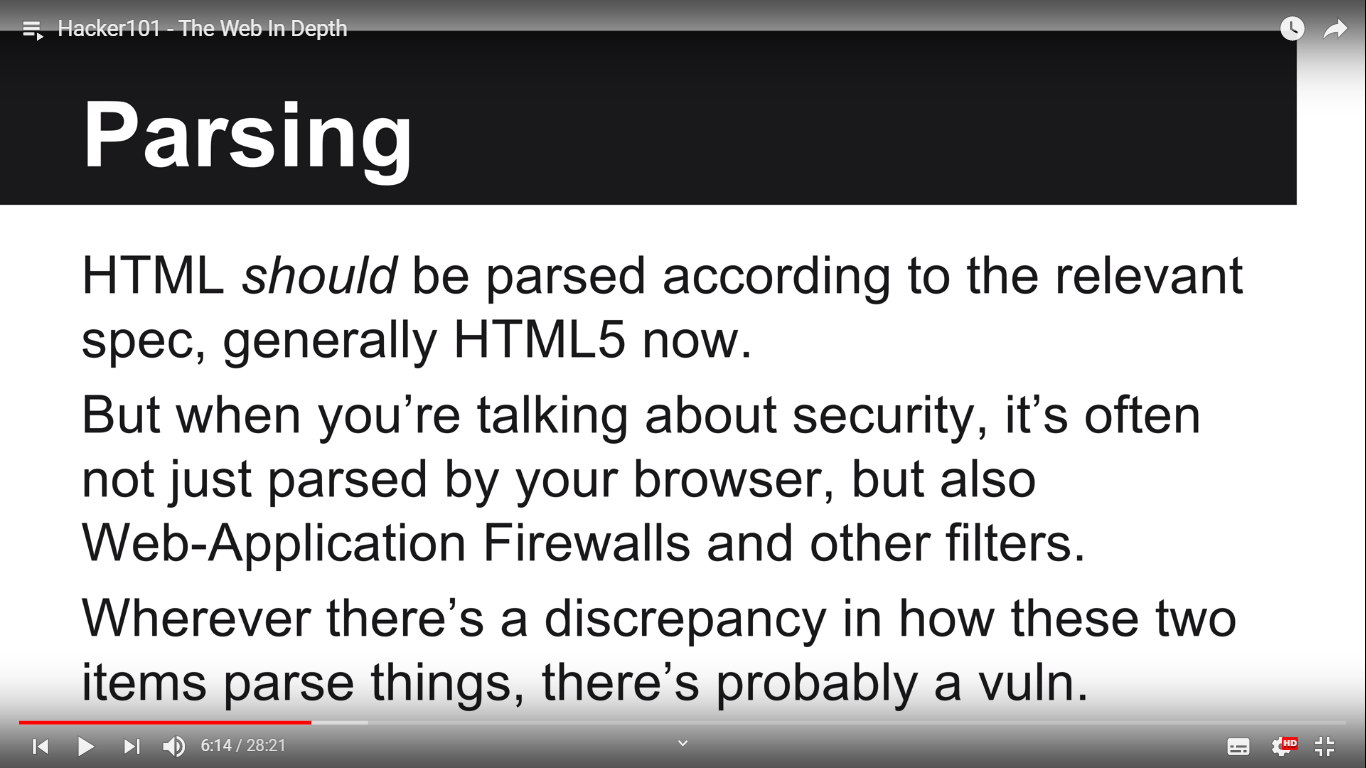 Hacker101 - The Web In Depth
Parsing
HTML should be parsed according to the relevant
spec, generally HTML5 now.
But when you’re talking about security, it’s often
not just parsed by your browser, but also
Web-Application Firewalls and other filters.
Wherever there’s a discrepancy in how these two
items parse things, there’s probably a vuln.
6:14 / 28:21
HD